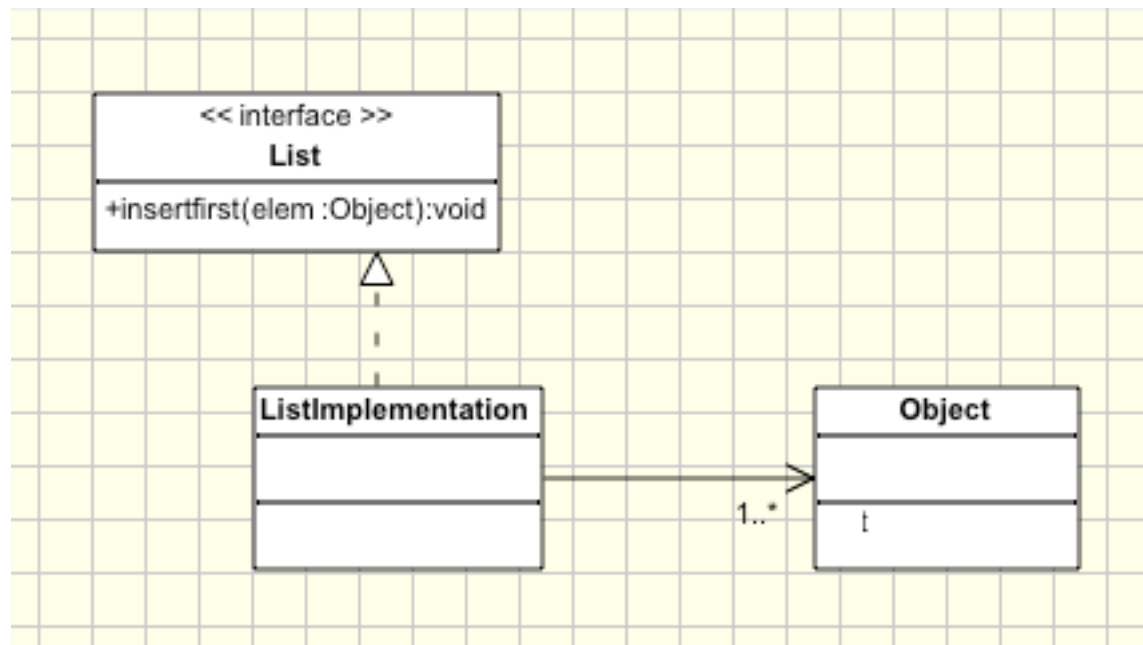 << interface >>
List
+insertfirst(elem :Object):void
ListImplementation
Object
1..*
t